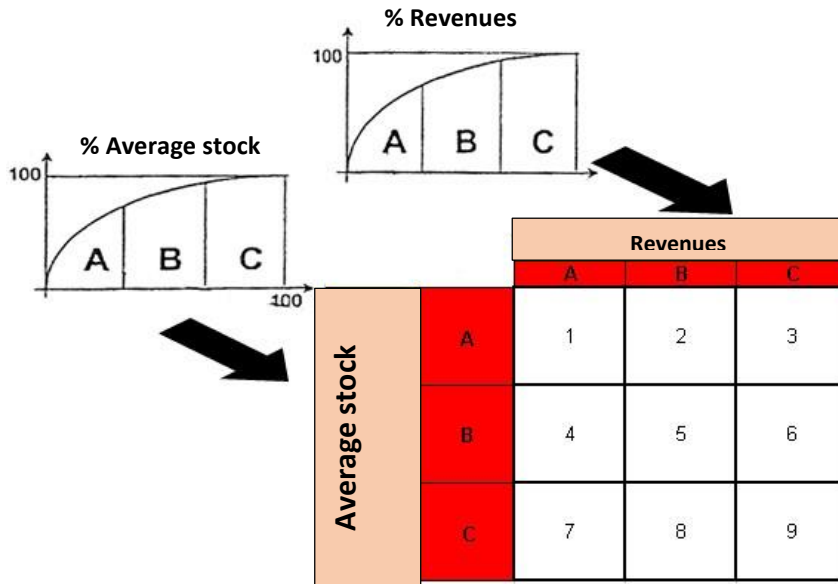 % Revenues
100
A B C
% Average stock
100
A B C
100
Revenues
A B C
Average stock
A 1 2 3
B 4 5 6
C 7 8 9